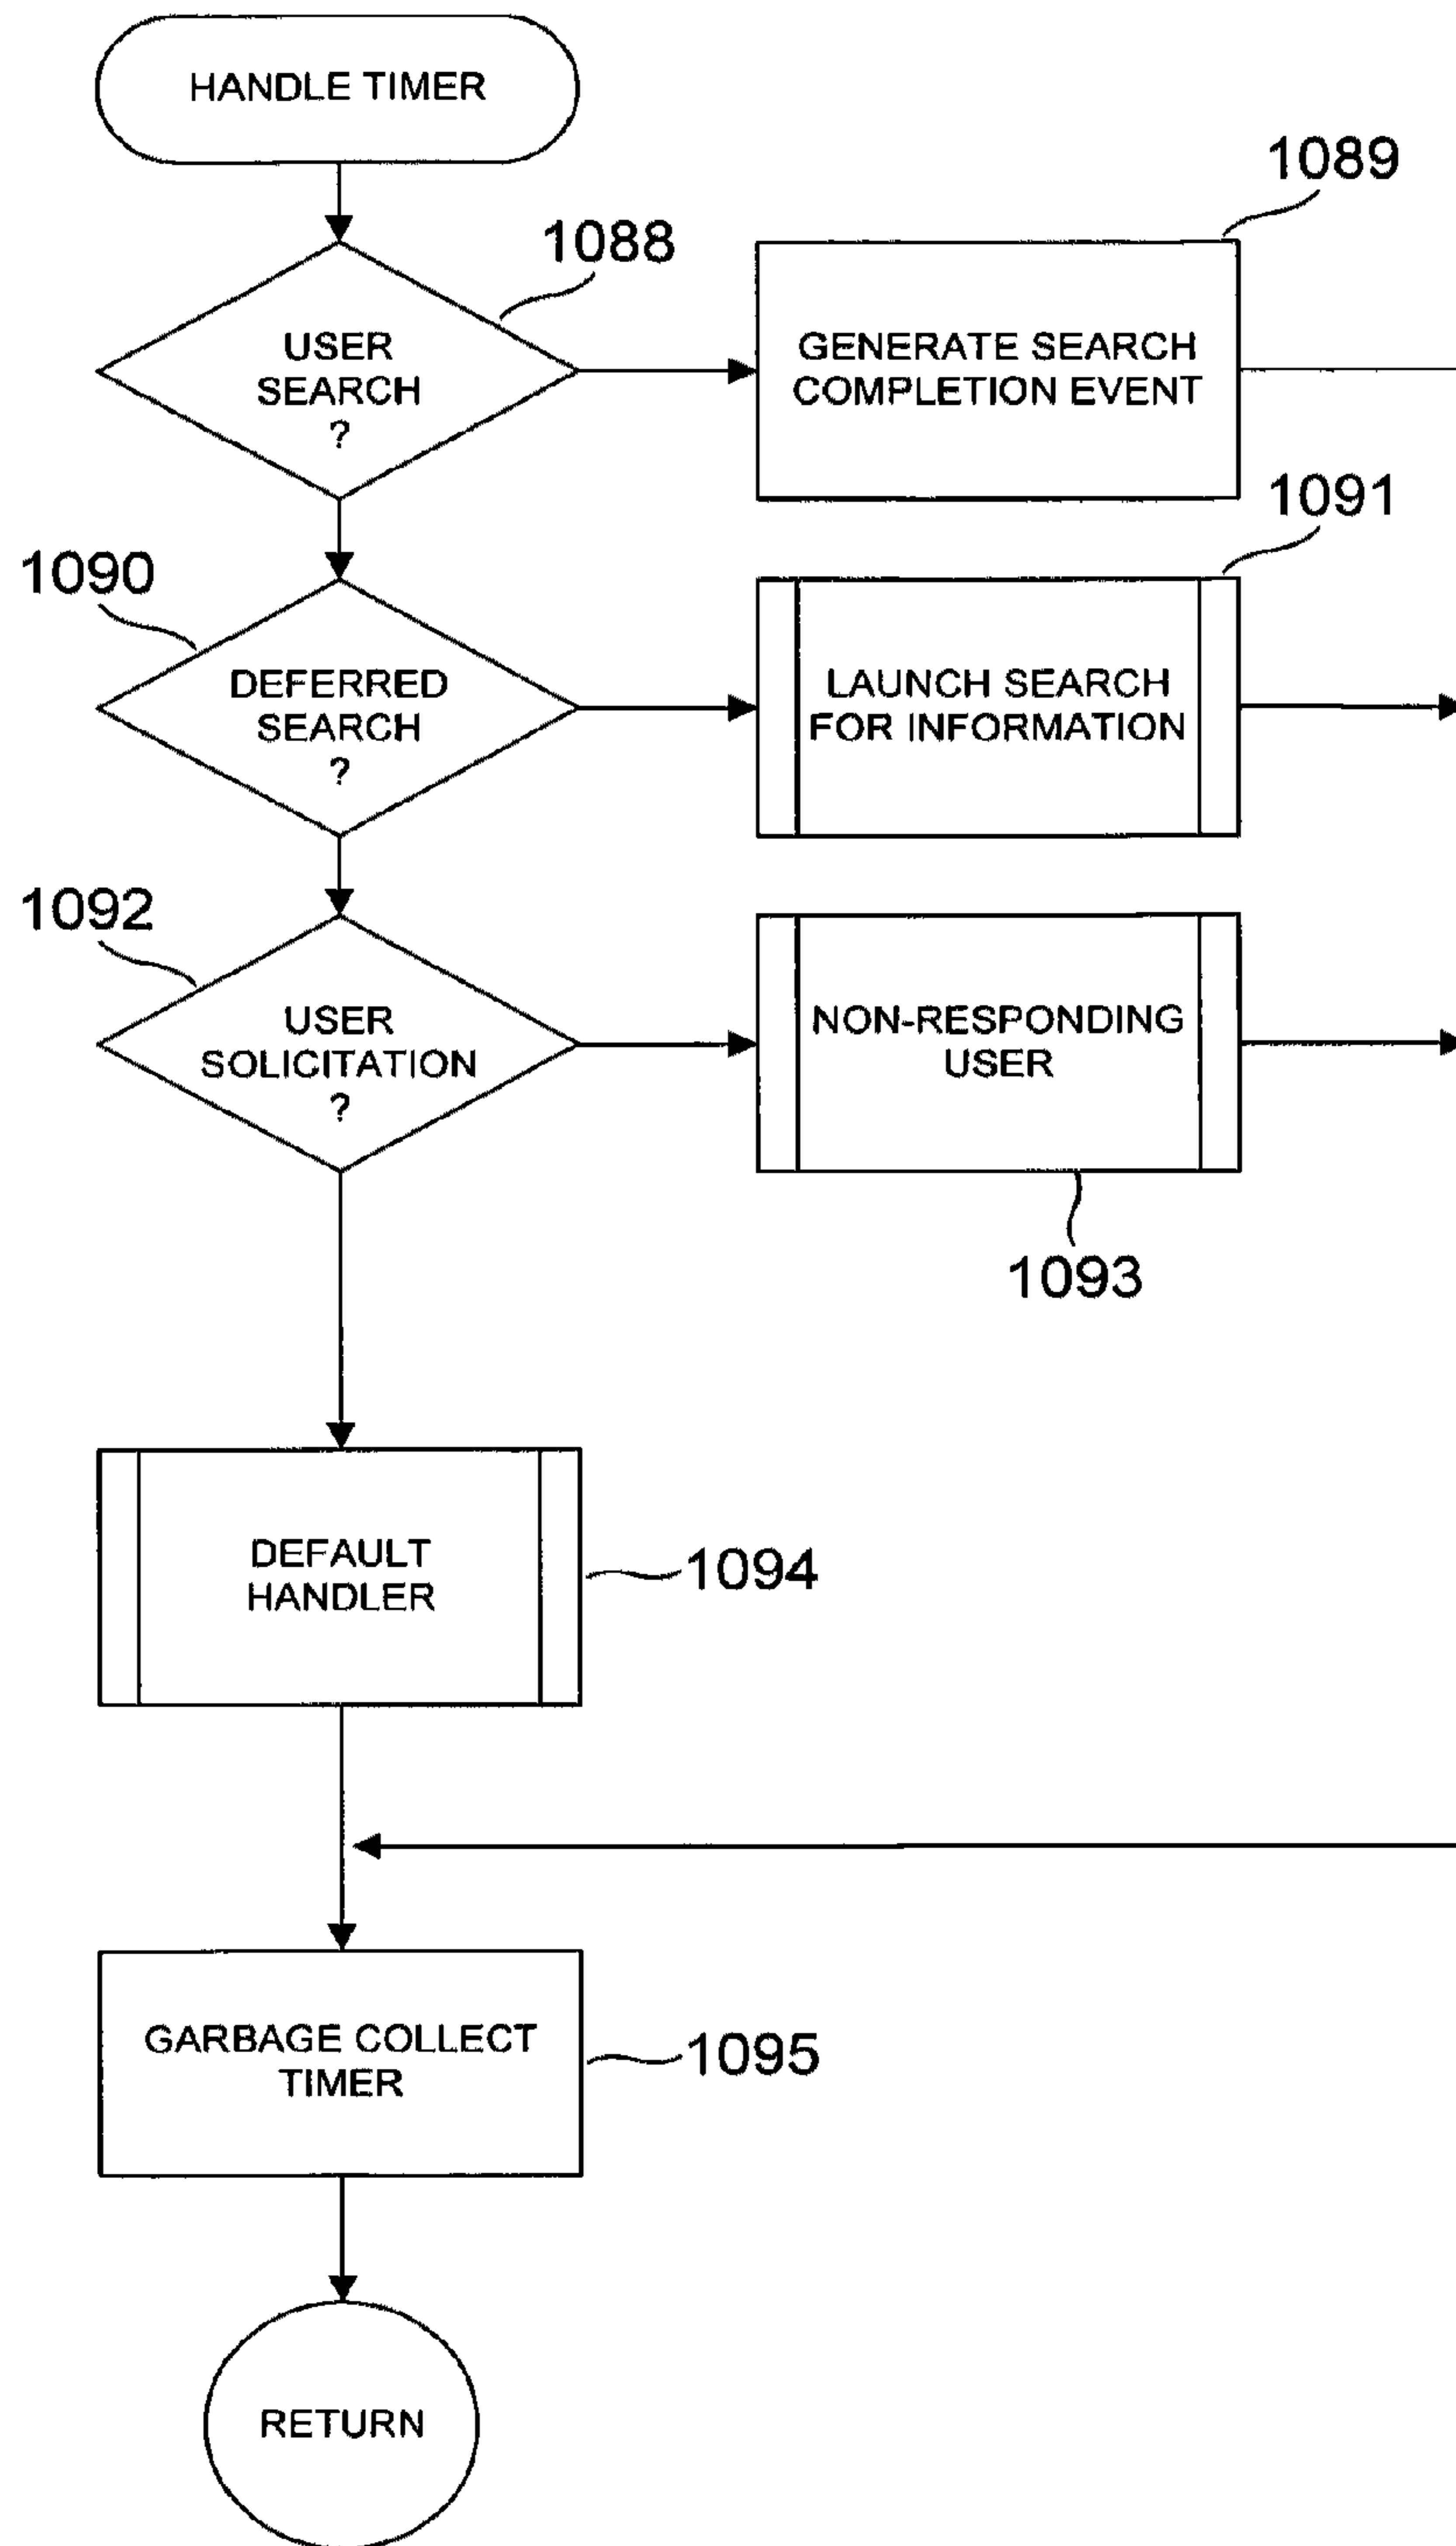 HANDLE TIMER
1088
USER
SEARCH
?
1089
GENERATE SEARCH
COMPLETION EVENT
1090
DEFERRED
SEARCH
?
1091
LAUNCH SEARCH
FOR INFORMATION
1092
USER
SOLICITATION
?
NON-RESPONDING
USER
1093
DEFAULT
HANDLER
1094
GARBAGE COLLECT
TIMER
1095
RETURN